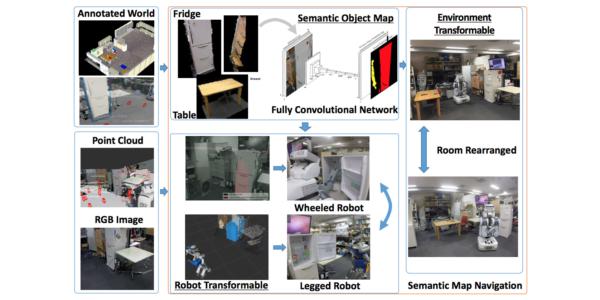 Annotated World
Fridge
Semantic Object Map
Environment
Transformable
Table
Fully Convolutional Network
Point Cloud
Room Rearranged
RGB Image
Wheeled Robot
Robot Transformable
Legged Robot
Semantic Map Navigation